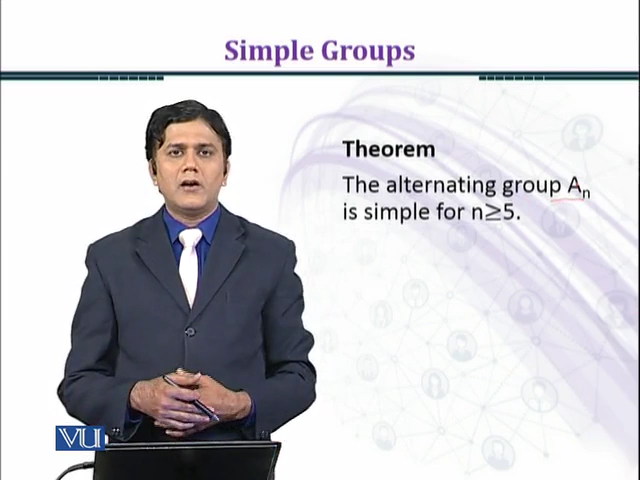 Simple Groups
Theorem
The alternating group Aₙ
is simple for n≥5.
VU